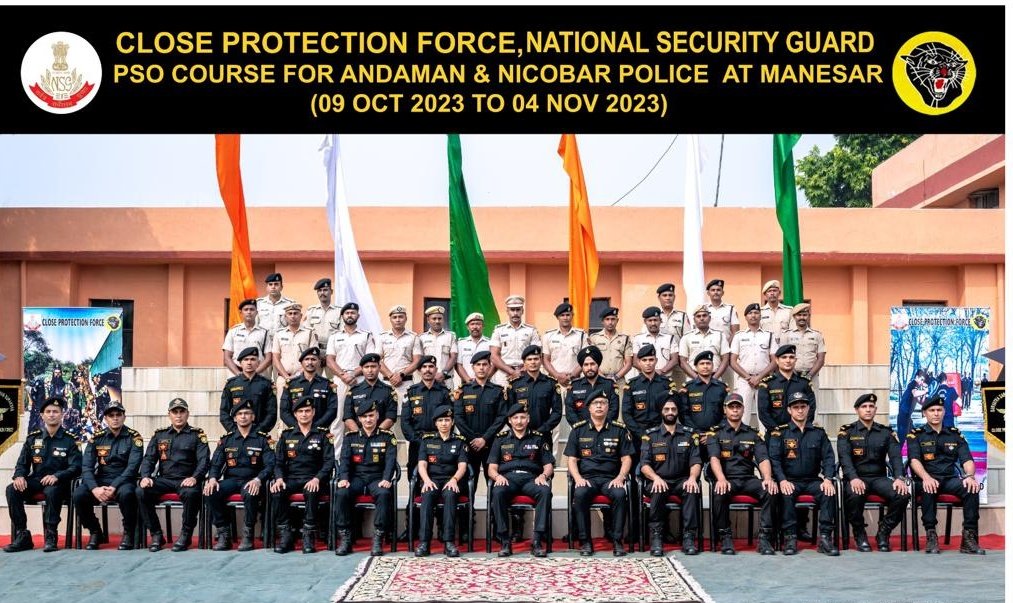 CLOSE PROTECTION FORCE, NATIONAL SECURITY GUARD
PSO COURSE FOR ANDAMAN & NICOBAR POLICE AT MANESAR
(09 OCT 2023 TO 04 NOV 2023)
NSG
CLOSE PROTECTION FORCE
CLOSE PROTECTION FORCE